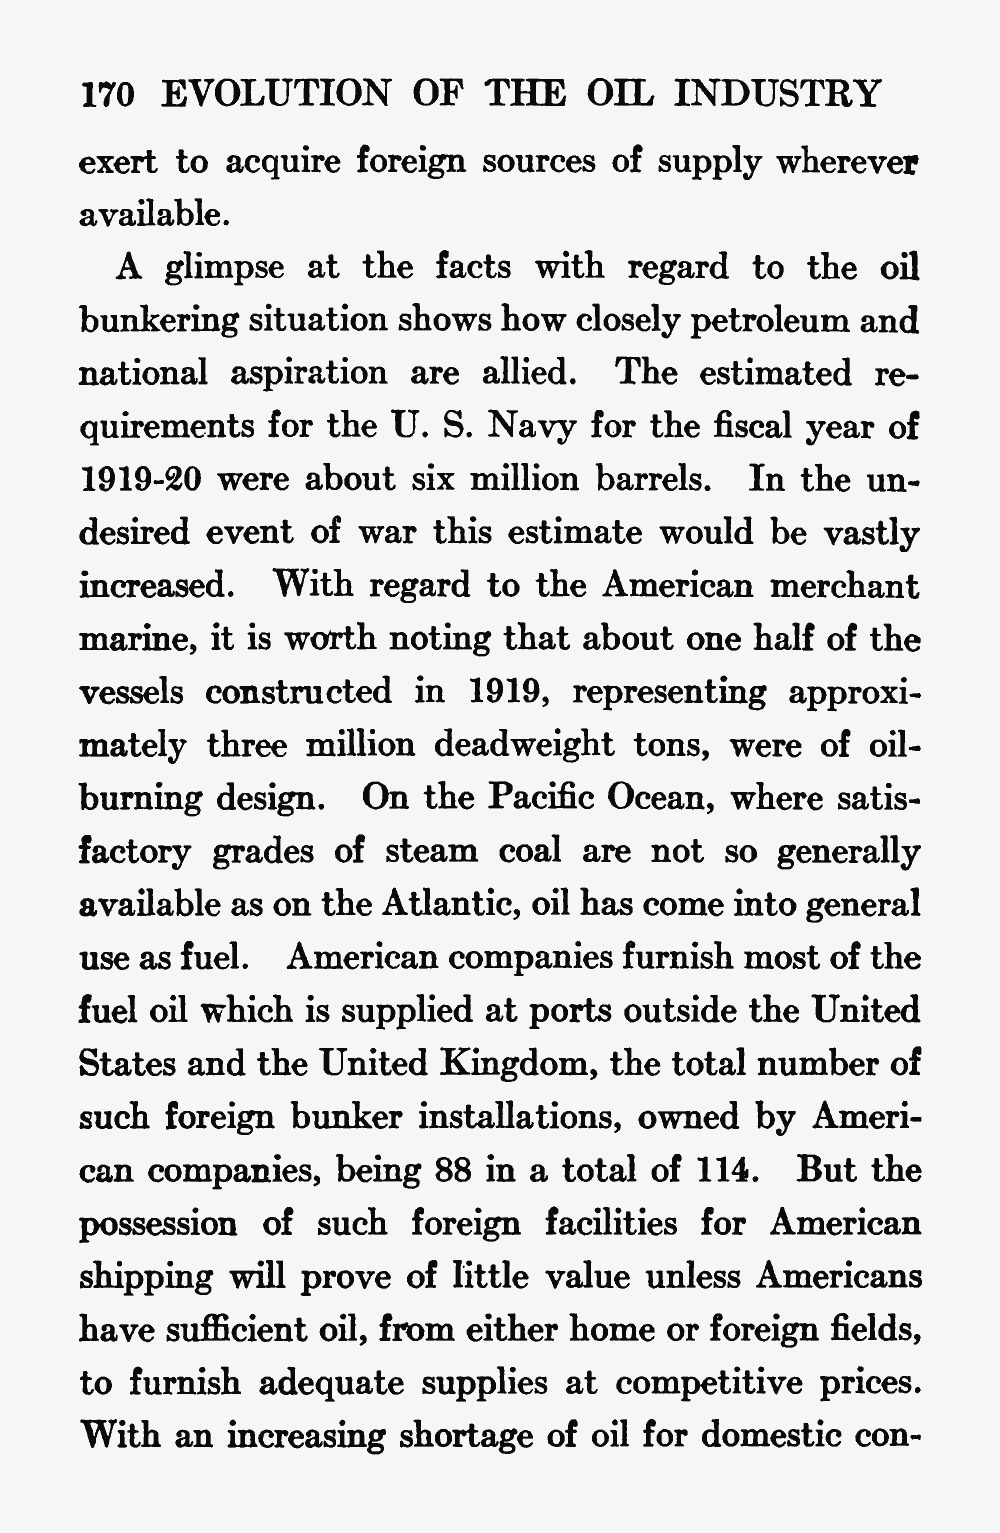 170 EVOLUTION OF THE OIL INDUSTRY
exert to acquire foreign sources of supply wherever
available.
A glimpse at the facts with regard to the oil
bunkering situation shows how closely petroleum and
national aspiration are allied. The estimated re-
quirements for the U. S. Navy for the fiscal year of
1919-20 were about six million barrels. In the un-
desired event of war this estimate would be vastly
increased. With regard to the American merchant
marine, it is worth noting that about one half of the
vessels constructed in 1919, representing approxi-
mately three million deadweight tons, were of oil-
burning design. On the Pacific Ocean, where satis-
factory grades of steam coal are not so generally
available as on the Atlantic, oil has come into general
use as fuel. American companies furnish most of the
fuel oil which is supplied at ports outside the United
States and the United Kingdom, the total number of
such foreign bunker installations, owned by Ameri-
can companies, being 88 in a total of 114. But the
possession of such foreign facilities for American
shipping will prove of little value unless Americans
have sufficient oil, from either home or foreign fields,
to furnish adequate supplies at competitive prices.
With an increasing shortage of oil for domestic con-